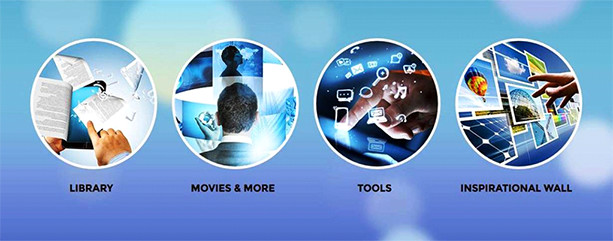 LIBRARY
MOVIES & MORE
TOOLS
INSPIRATIONAL WALL